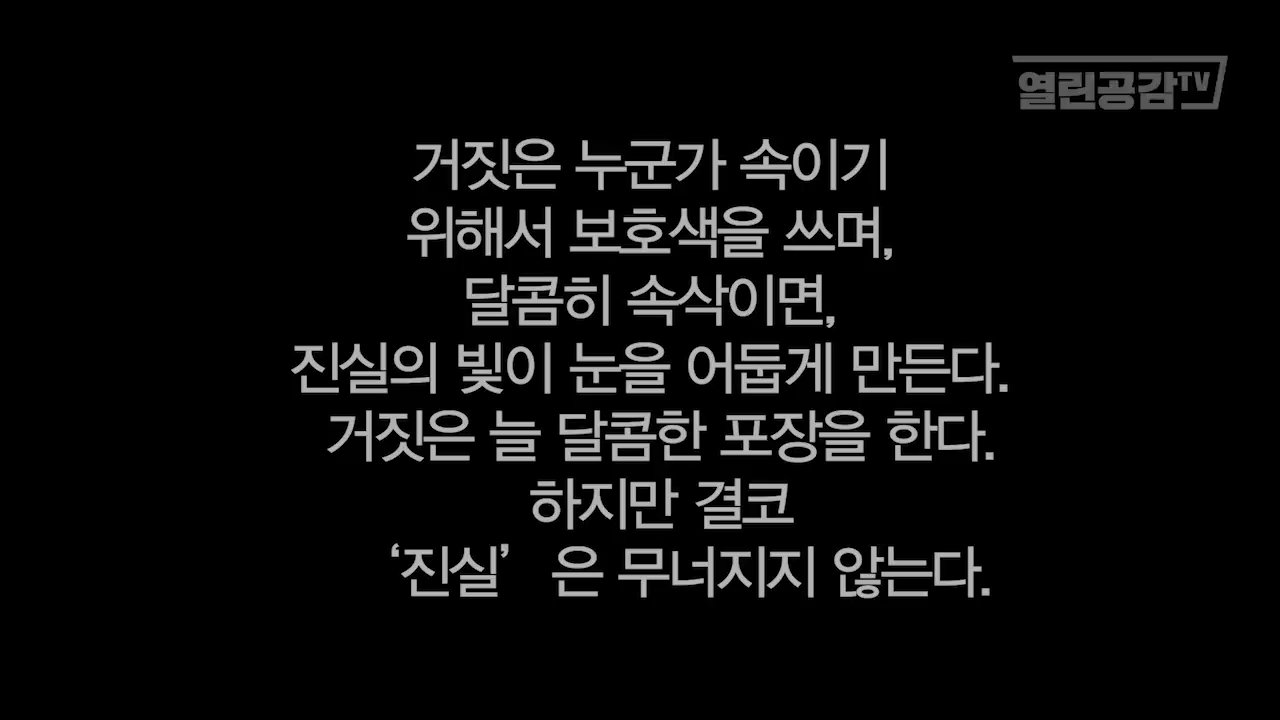 열린공감TV
거짓은 누군가 속이기
위해서 보호색을 쓰며,
달콤히 속삭이면,
진실의 빛이 눈을 어둡게 만든다.
거짓은 늘 달콤한 포장을 한다.
하지만 결코
‘진실’ 은 무너지지 않는다.